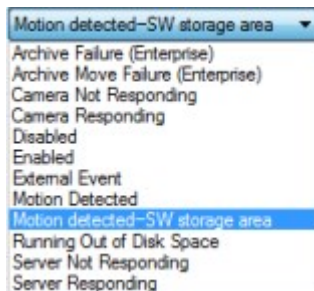 Motion detected-SW storage area
Archive Failure (Enterprise)
Archive Move Failure (Enterprise)
Camera Not Responding
Camera Responding
Disabled
Enabled
External Event
Motion Detected
Motion detected-SW storage area
Running Out of Disk Space
Server Not Responding
Server Responding